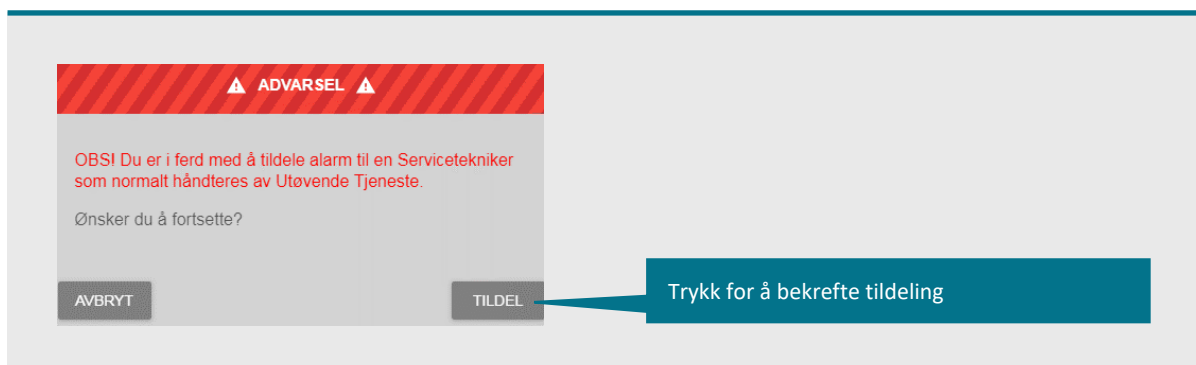 ADVARSEL
OBS! Du er i ferd med å tildele alarm til en Servicetekniker
som normalt håndteres av Utøvende Tjeneste.
Ønsker du å fortsette?
AVBRYT
TILDEL
Trykk for å bekrefte tildeling